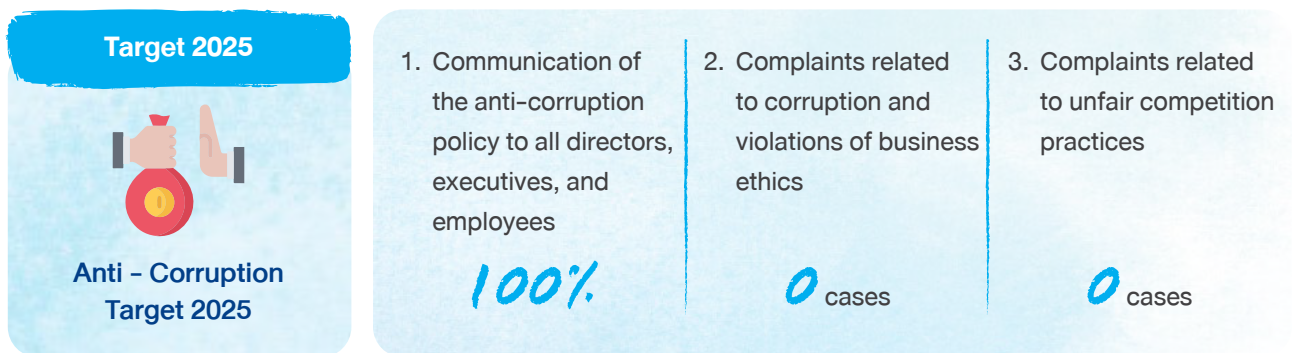 Target 2025
Anti - Corruption
Target 2025
1. Communication of
the anti-corruption
policy to all directors,
executives, and
employees
100%
2. Complaints related
to corruption and
violations of business
ethics
0 cases
3. Complaints related
to unfair competition
practices
0 cases